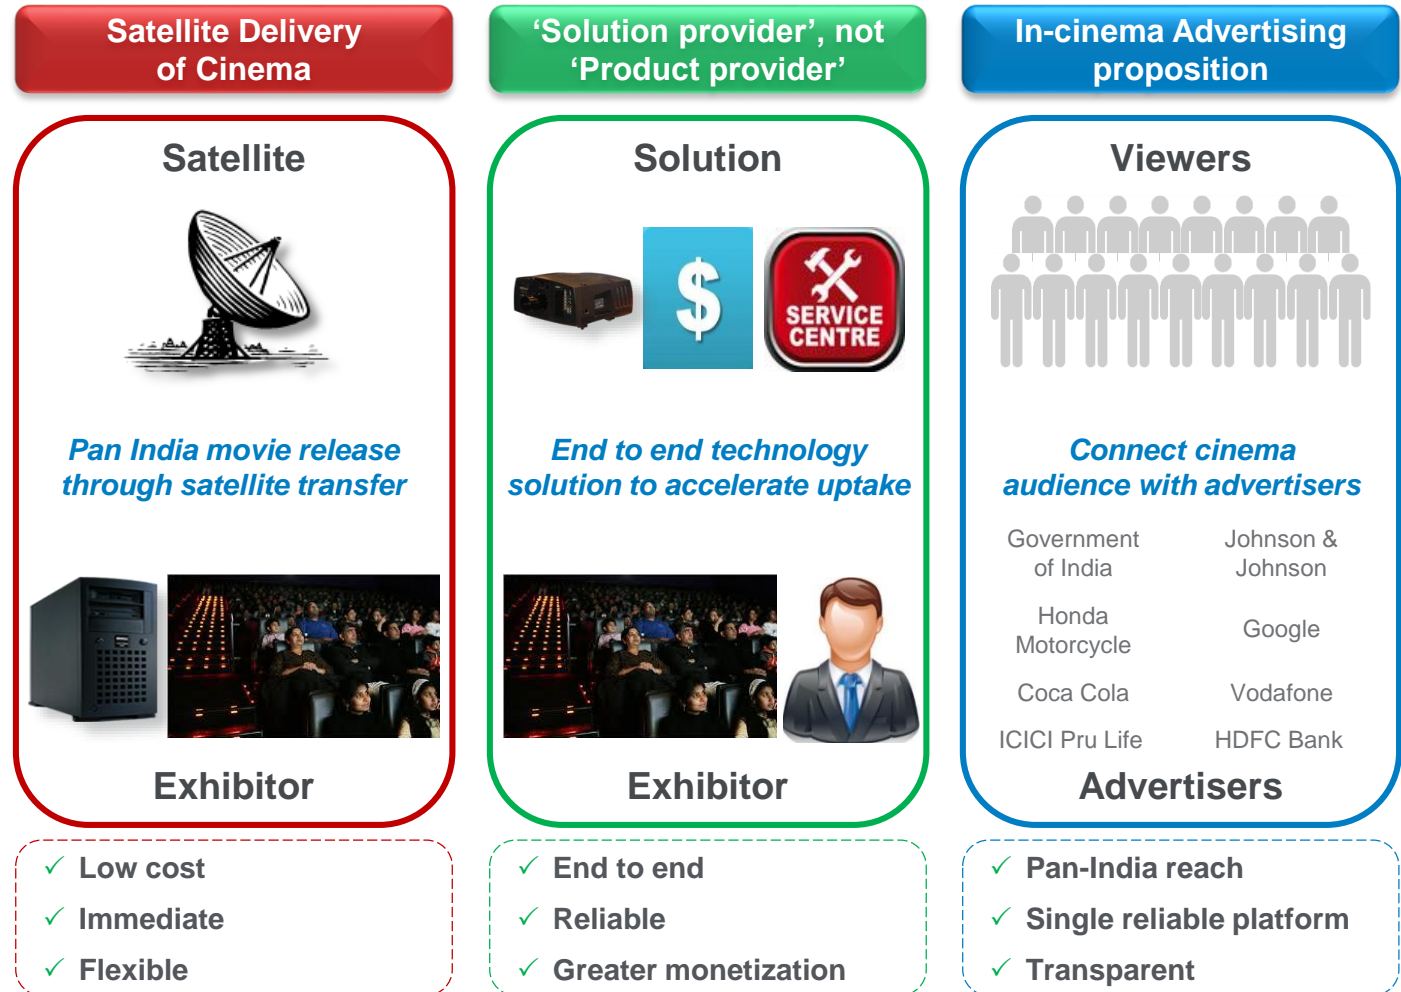 Satellite Delivery
of Cinema
‘Solution provider’, not
‘Product provider’
In-cinema Advertising
proposition
Satellite
Pan India movie release
through satellite transfer
Exhibitor
Solution
$
SERVICE
CENTRE
End to end technology
solution to accelerate uptake
Exhibitor
Viewers
Connect cinema
audience with advertisers
Government
of India
Johnson &
Johnson
Honda
Motorcycle
Google
Coca Cola
Vodafone
ICICI Pru Life
HDFC Bank
Advertisers
✓ Low cost
✓ Immediate
✓ Flexible
✓ End to end
✓ Reliable
✓ Greater monetization
✓ Pan-India reach
✓ Single reliable platform
✓ Transparent